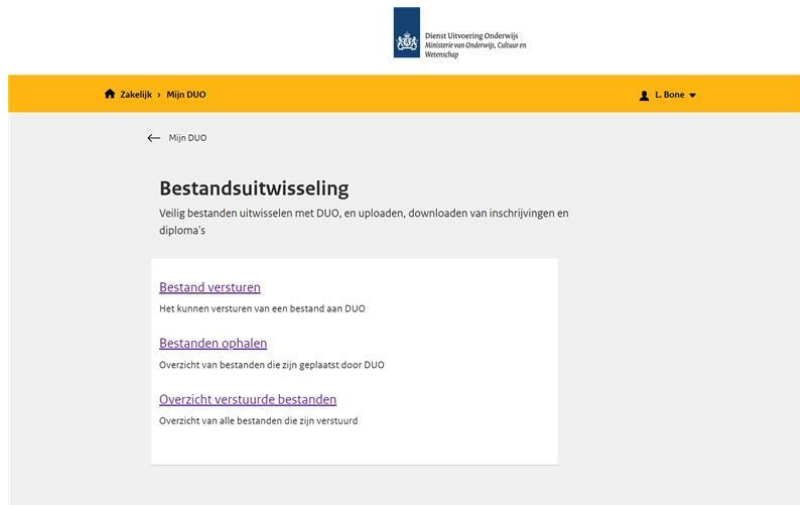 Dienst Uitvoering Onderwijs
Ministerie van Onderwijs, Cultuur en
Wetenschap
Zakelijk › Mijn DUO
L. Bone
← Mijn DUO
Bestandsuitwisseling
Veilig bestanden uitwisselen met DUO, en uploaden, downloaden van inschrijvingen en
diploma's
Bestand versturen
Het kunnen versturen van een bestand aan DUO
Bestanden ophalen
Overzicht van bestanden die zijn geplaatst door DUO
Overzicht verstuurde bestanden
Overzicht van alle bestanden die zijn verstuurd